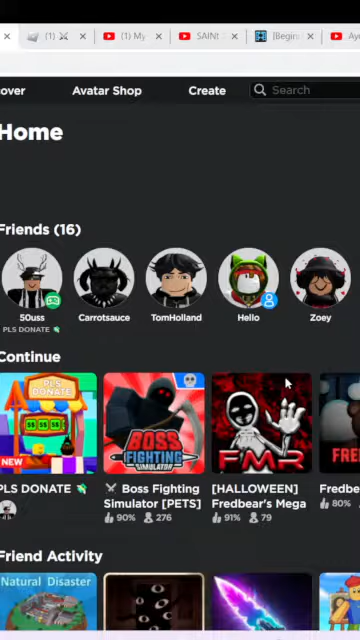 (1) ⚔
(1) My
SAINt
[Begin
Ay
over
Avatar Shop
Create
Search
Home
Friends (16)
50uss
Carrotsauce
TomHolland
Hello
Zoey
PLS DONATE 💸
Continue
PLS
DONATE
$$ $$ $$
NEW
BOSS
FIGHTING
SIMULATOR
FMR
FRE
PLS DONATE 💸
⚔ Boss Fighting
Simulator [PETS]
90% 276
[HALLOWEEN]
Fredbear's Mega
91% 79
Fredbe
80%
Friend Activity
Natural Disaster